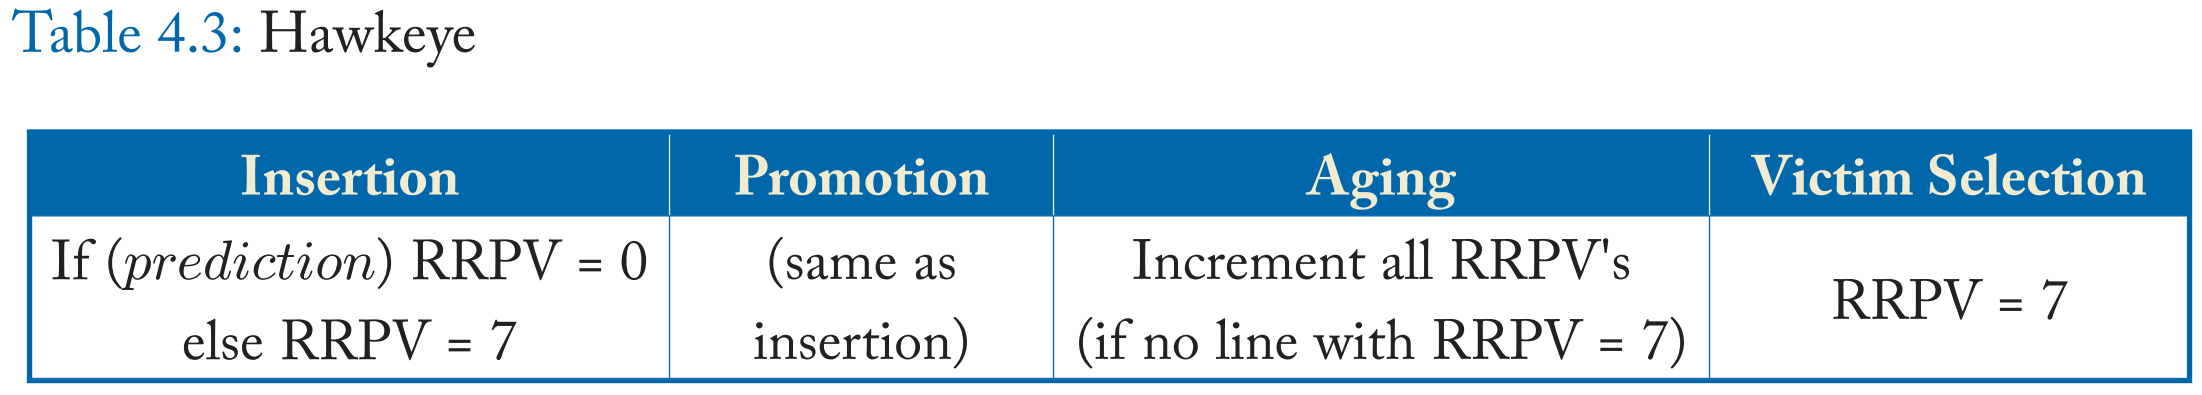 Table 4.3: Hawkeye
Insertion Promotion Aging Victim Selection
If (prediction) RRPV = 0
else RRPV = 7
(same as
insertion)
Increment all RRPV's
(if no line with RRPV = 7)
RRPV = 7